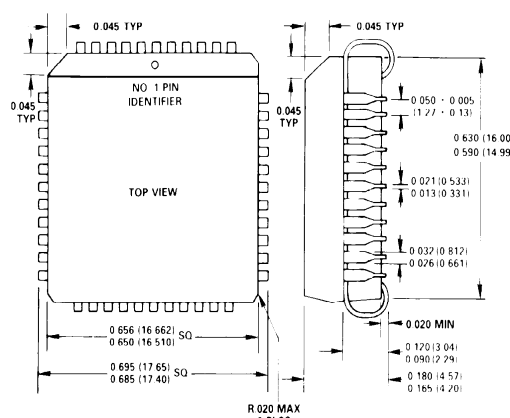 0.045 TYP
NO 1 PIN
IDENTIFIER
0.045
TYP
TOP VIEW
0 656 (16 662)
0 650 (16 510)
SQ
0 695 (17 65)
0 685 (17 40)
SQ
R 020 MAX
0.045 TYP
0.045
TYP
0 050 · 0 005
(1 27 · 0 13)
0 630 (16 00
0 590 (14 99
0 021 (0 533)
0 013 (0 331)
0 032 (0 812)
0 026 (0 661)
0 020 MIN
0 120 (3 04)
0 090 (2 29)
0 180 (4 57)
0 165 (4 20)